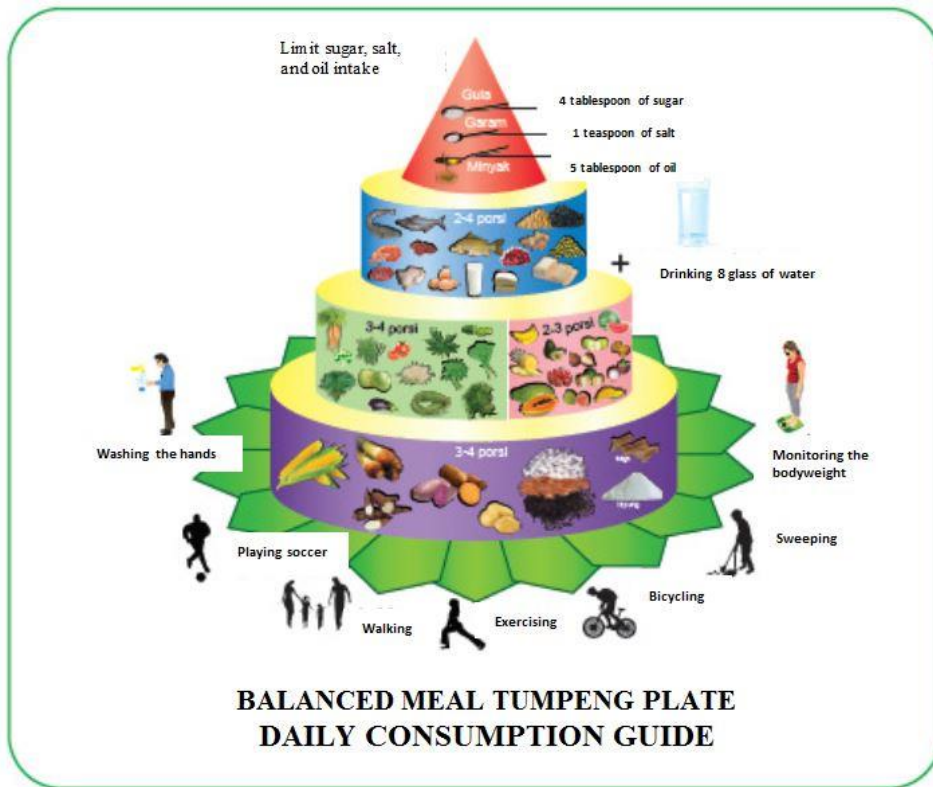 Limit sugar, salt,
and oil intake
Gula
4 tablespoon of sugar
Garam
1 teaspoon of salt
Minyak
5 tablespoon of oil
2-4 porsi
+
Drinking 8 glass of water
3-4 porsi
2-3 porsi
Washing the hands
3-4 porsi
Monitoring the
bodyweight
Playing soccer
Sweeping
Walking
Exercising
Bicycling
BALANCED MEAL TUMPENG PLATE
DAILY CONSUMPTION GUIDE